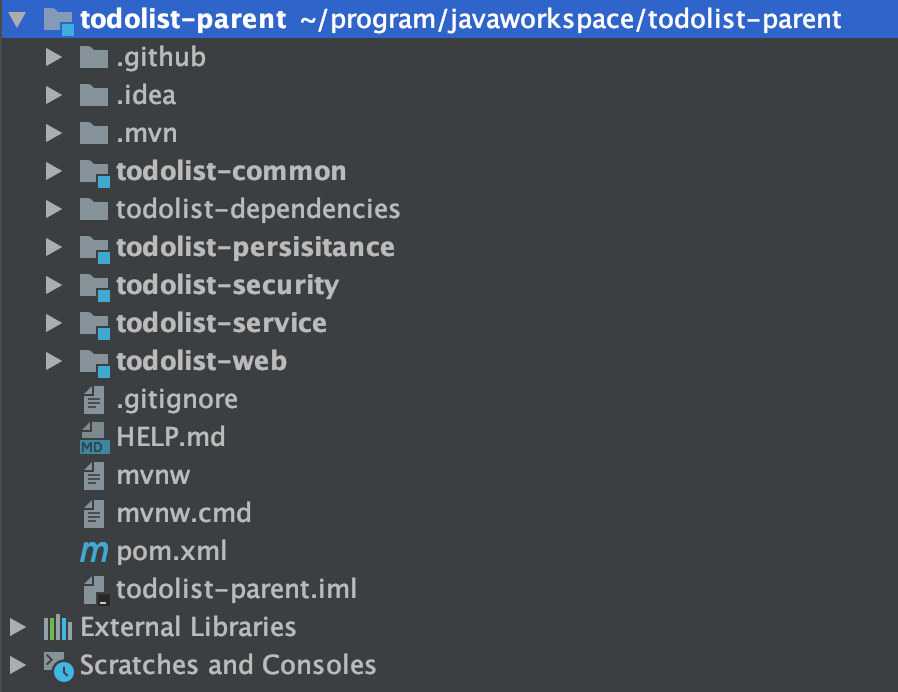 todolist-parent ~/program/javaworkspace/todolist-parent
.github
.idea
.mvn
todolist-common
todolist-dependencies
todolist-persisitance
todolist-security
todolist-service
todolist-web
.gitignore
MD HELP.md
mvnw
mvnw.cmd
m pom.xml
todolist-parent.iml
External Libraries
Scratches and Consoles